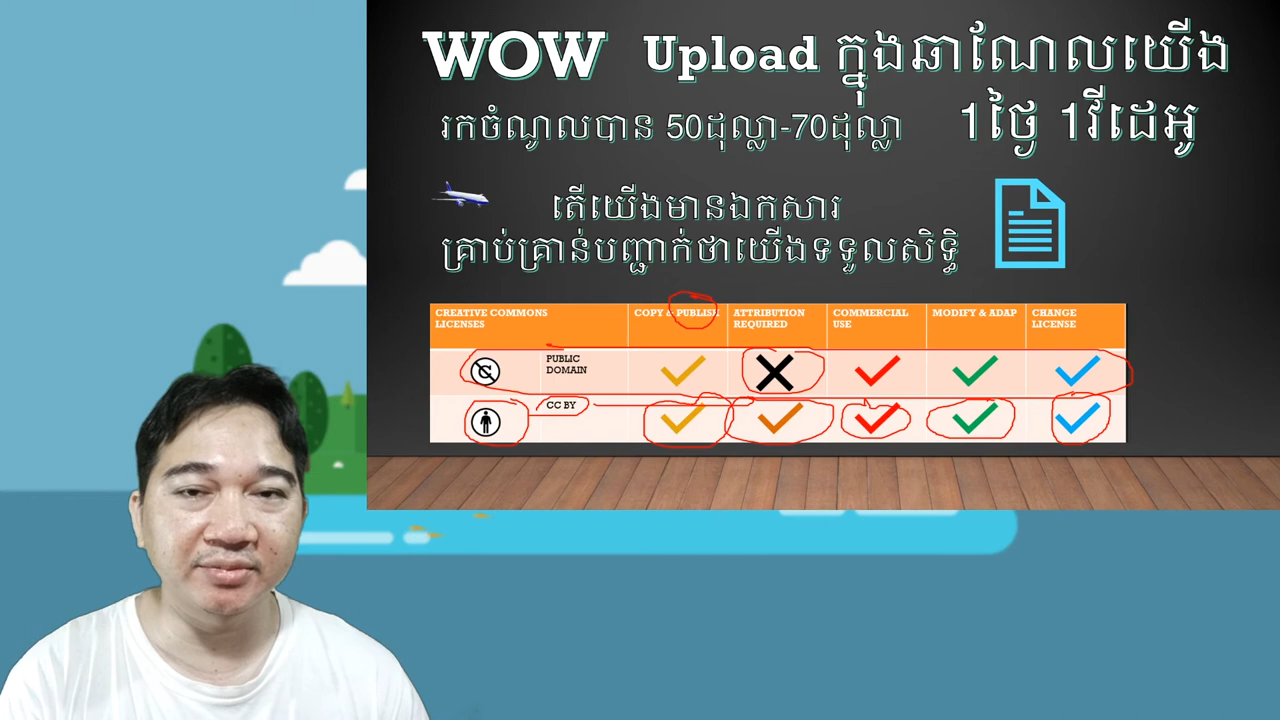 WOW Upload ក្នុងឆាណែលយើង
រកចំណូលបាន 50ដុល្លា-70ដុល្លា 1ថ្ងៃ 1វីដេអូ
តើយើងមានឯកសារ
គ្រាប់គ្រាន់បញ្ជាក់ថាយើងទទួលសិទ្ធិ
CREATIVE COMMONS LICENSES COPY & PUBLISH ATTRIBUTION REQUIRED COMMERCIAL USE MODIFY & ADAP CHANGE LICENSE
PUBLIC DOMAIN
CC BY